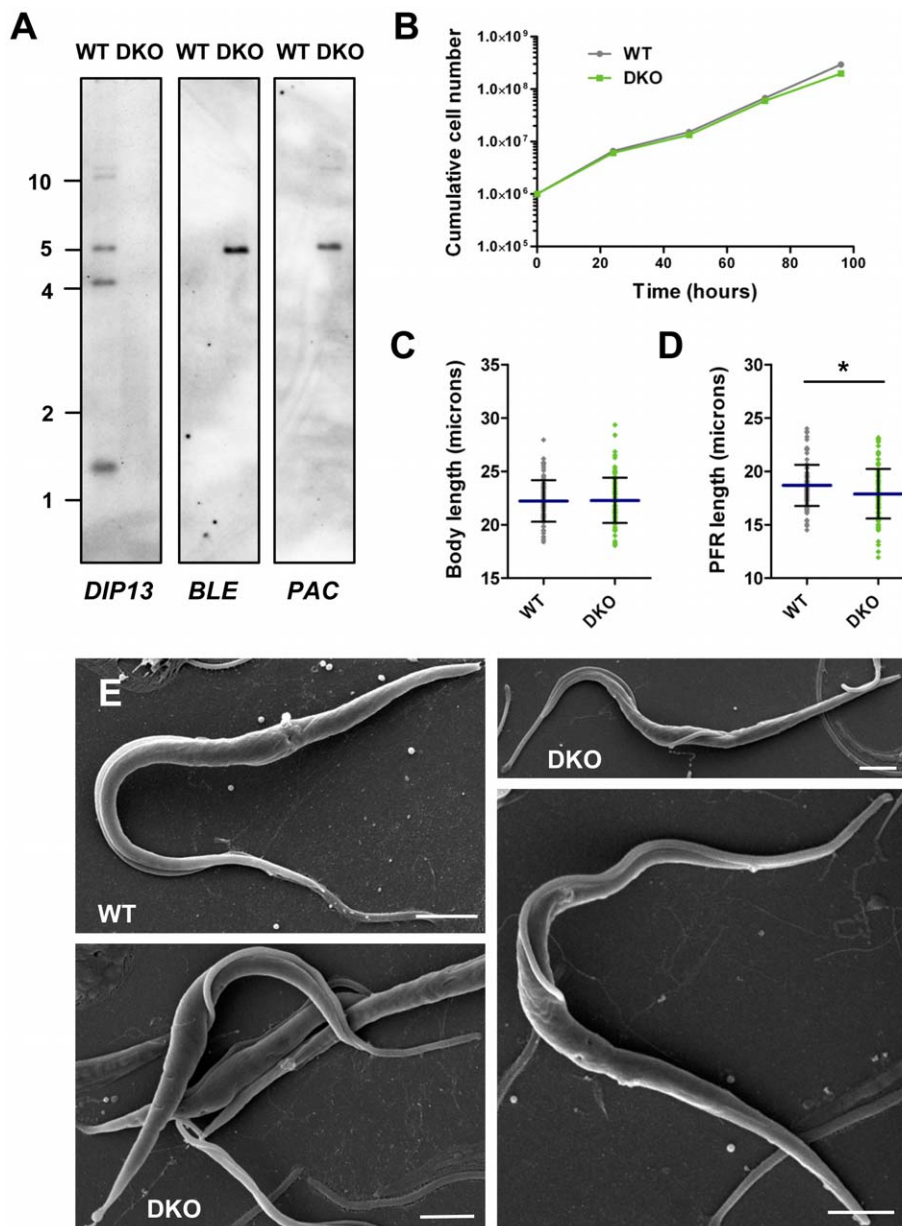 A
WT DKO WT DKO WT DKO
10
5
4
2
1
DIP13 BLE PAC
B
Cumulative cell number
1.0×10⁹
1.0×10⁸
1.0×10⁷
1.0×10⁶
1.0×10⁵
WT
DKO
0 20 40 60 80 100
Time (hours)
C
Body length (microns)
35
30
25
20
15
WT
DKO
D
PFR length (microns)
30
25
20
15
10
*
WT
DKO
E
WT
DKO
DKO